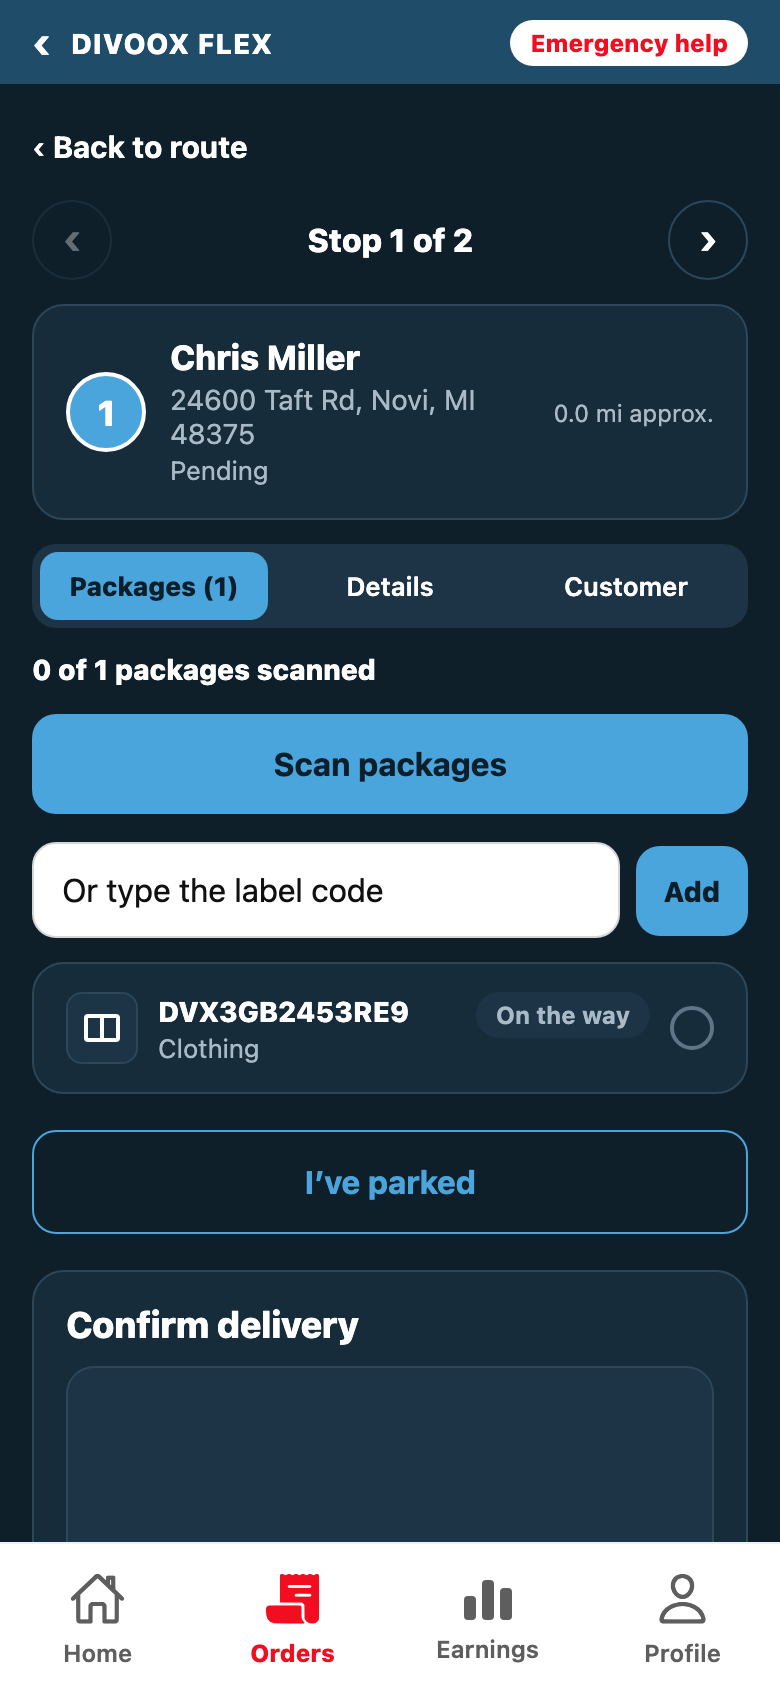 ‹ DIVOOX FLEX
Emergency help
‹ Back to route
‹
Stop 1 of 2
›
1
Chris Miller
24600 Taft Rd, Novi, MI
48375
Pending
0.0 mi approx.
Packages (1)
Details
Customer
0 of 1 packages scanned
Scan packages
Or type the label code
Add
DVX3GB2453RE9
Clothing
On the way
I’ve parked
Confirm delivery
Home
Orders
Earnings
Profile